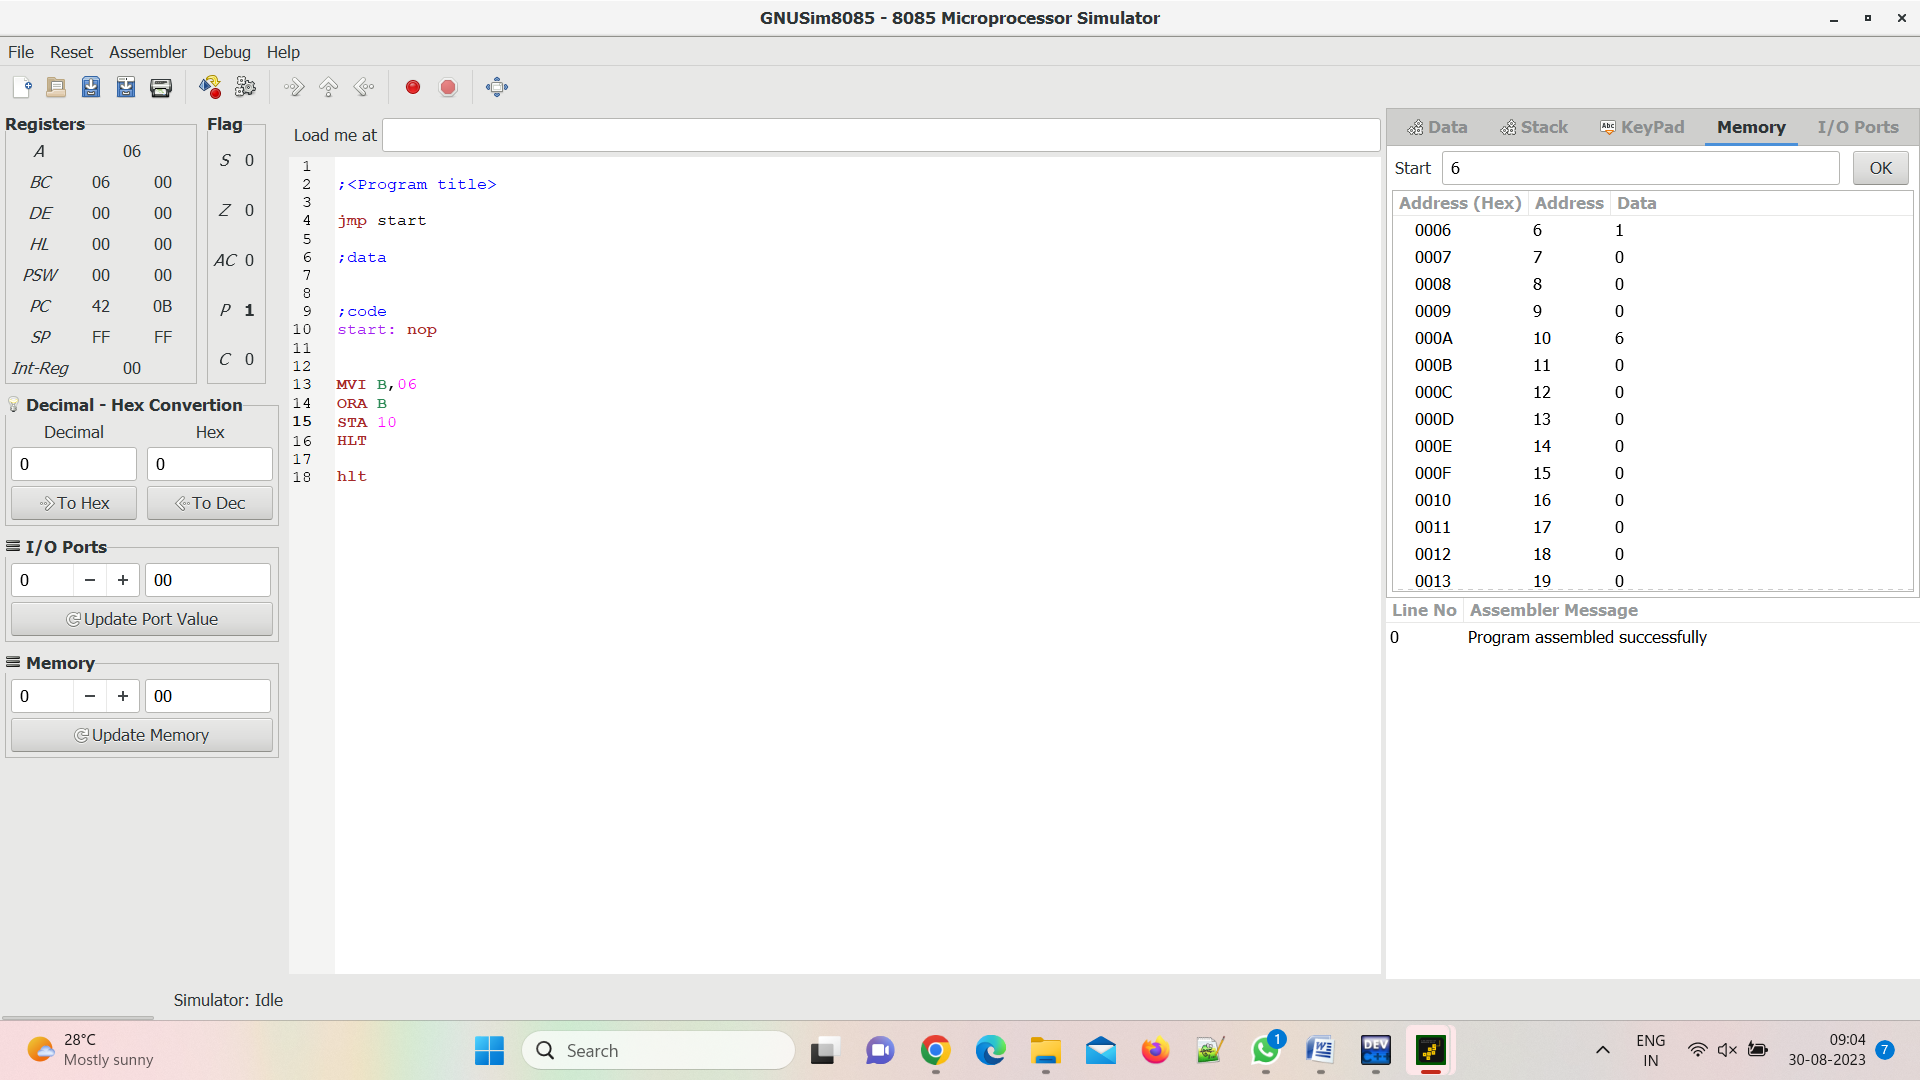 GNUSim8085 - 8085 Microprocessor Simulator
File Reset Assembler Debug Help
Registers
A 06
BC 06 00
DE 00 00
HL 00 00
PSW 00 00
PC 42 0B
SP FF FF
Int-Reg 00
Flag
S 0
Z 0
AC 0
P 1
C 0
Decimal - Hex Convertion
Decimal Hex
0 0
To Hex To Dec
I/O Ports
0 − + 00
Update Port Value
Memory
0 − + 00
Update Memory
Load me at
1
2 ;<Program title>
3
4 jmp start
5
6 ;data
7
8
9 ;code
10 start: nop
11
12
13 MVI B,06
14 ORA B
15 STA 10
16 HLT
17
18 hlt
Data Stack Abc KeyPad Memory I/O Ports
Start 6 OK
Address (Hex) Address Data
0006 6 1
0007 7 0
0008 8 0
0009 9 0
000A 10 6
000B 11 0
000C 12 0
000D 13 0
000E 14 0
000F 15 0
0010 16 0
0011 17 0
0012 18 0
0013 19 0
Line No Assembler Message
0 Program assembled successfully
Simulator: Idle
28°C
Mostly sunny
Search
1
DEV
C++
ENG
IN
09:04
30-08-2023
7